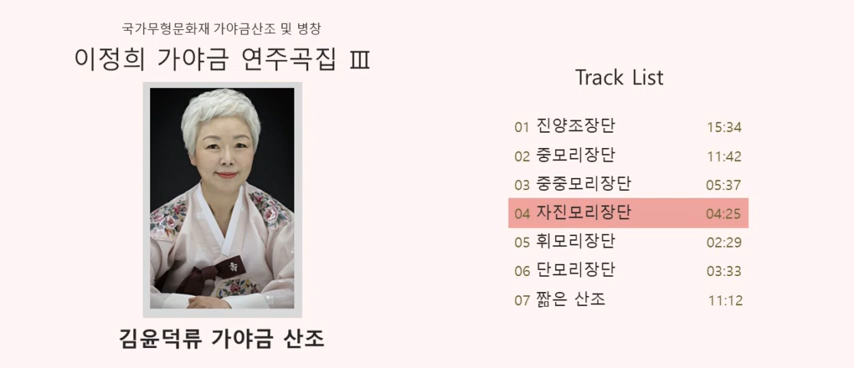 국가무형문화재 가야금산조 및 병창
이정희 가야금 연주곡집 Ⅲ
김윤덕류 가야금 산조
Track List
01 진양조장단 15:34
02 중모리장단 11:42
03 중중모리장단 05:37
04 자진모리장단 04:25
05 휘모리장단 02:29
06 단모리장단 03:33
07 짧은 산조 11:12